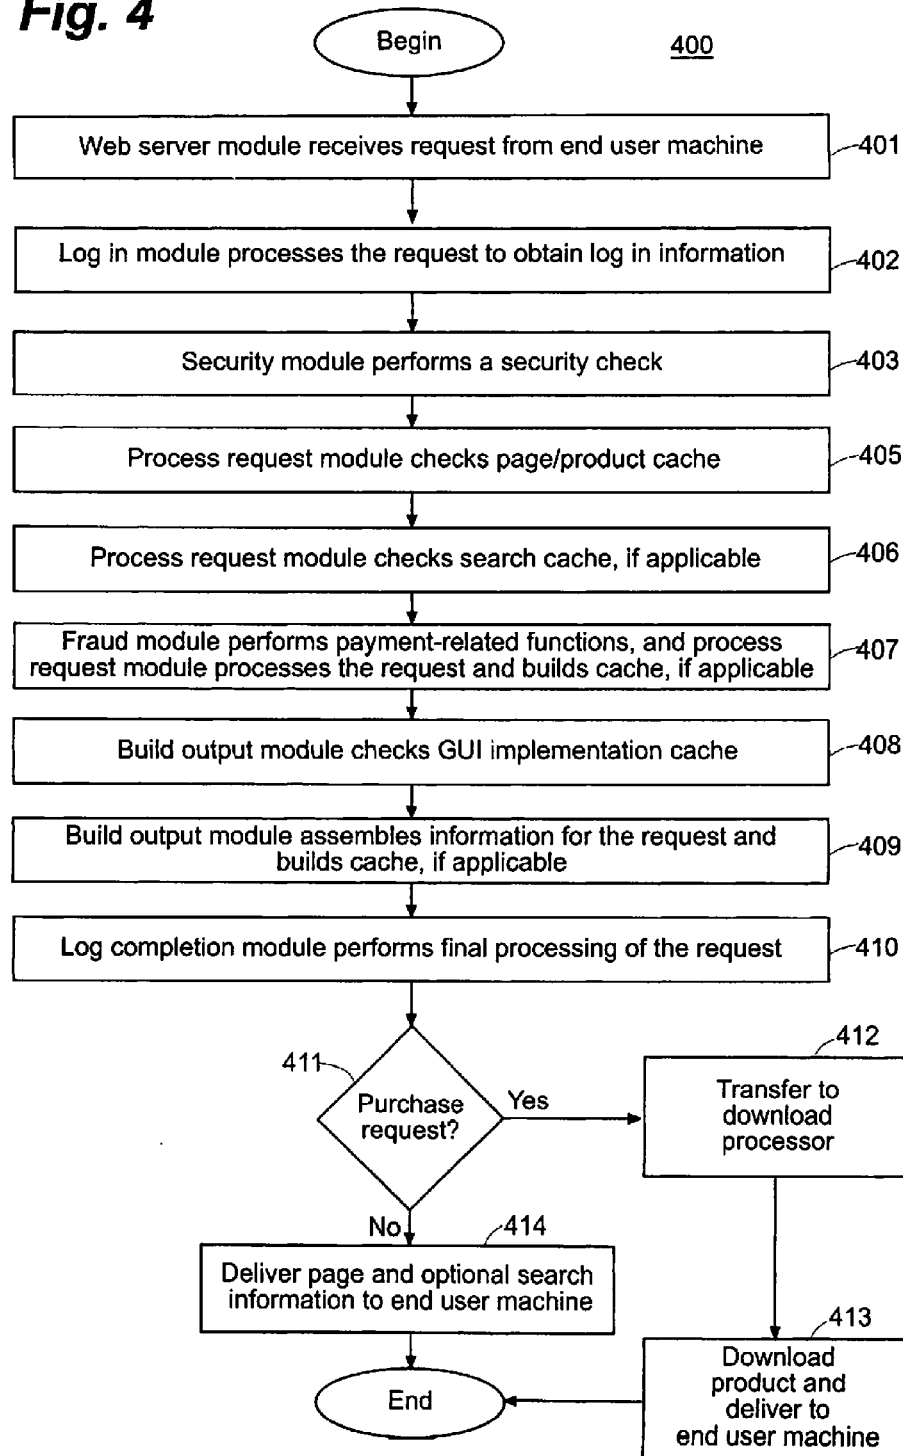 Fig. 4
Begin
400
Web server module receives request from end user machine
401
Log in module processes the request to obtain log in information
402
Security module performs a security check
403
Process request module checks page/product cache
405
Process request module checks search cache, if applicable
406
Fraud module performs payment-related functions, and process
request module processes the request and builds cache, if applicable
407
Build output module checks GUI implementation cache
408
Build output module assembles information for the request and
builds cache, if applicable
409
Log completion module performs final processing of the request
410
411
Purchase
request?
Yes
412
Transfer to
download
processor
No
414
Deliver page and optional search
information to end user machine
413
Download
product and
deliver to
end user machine
End